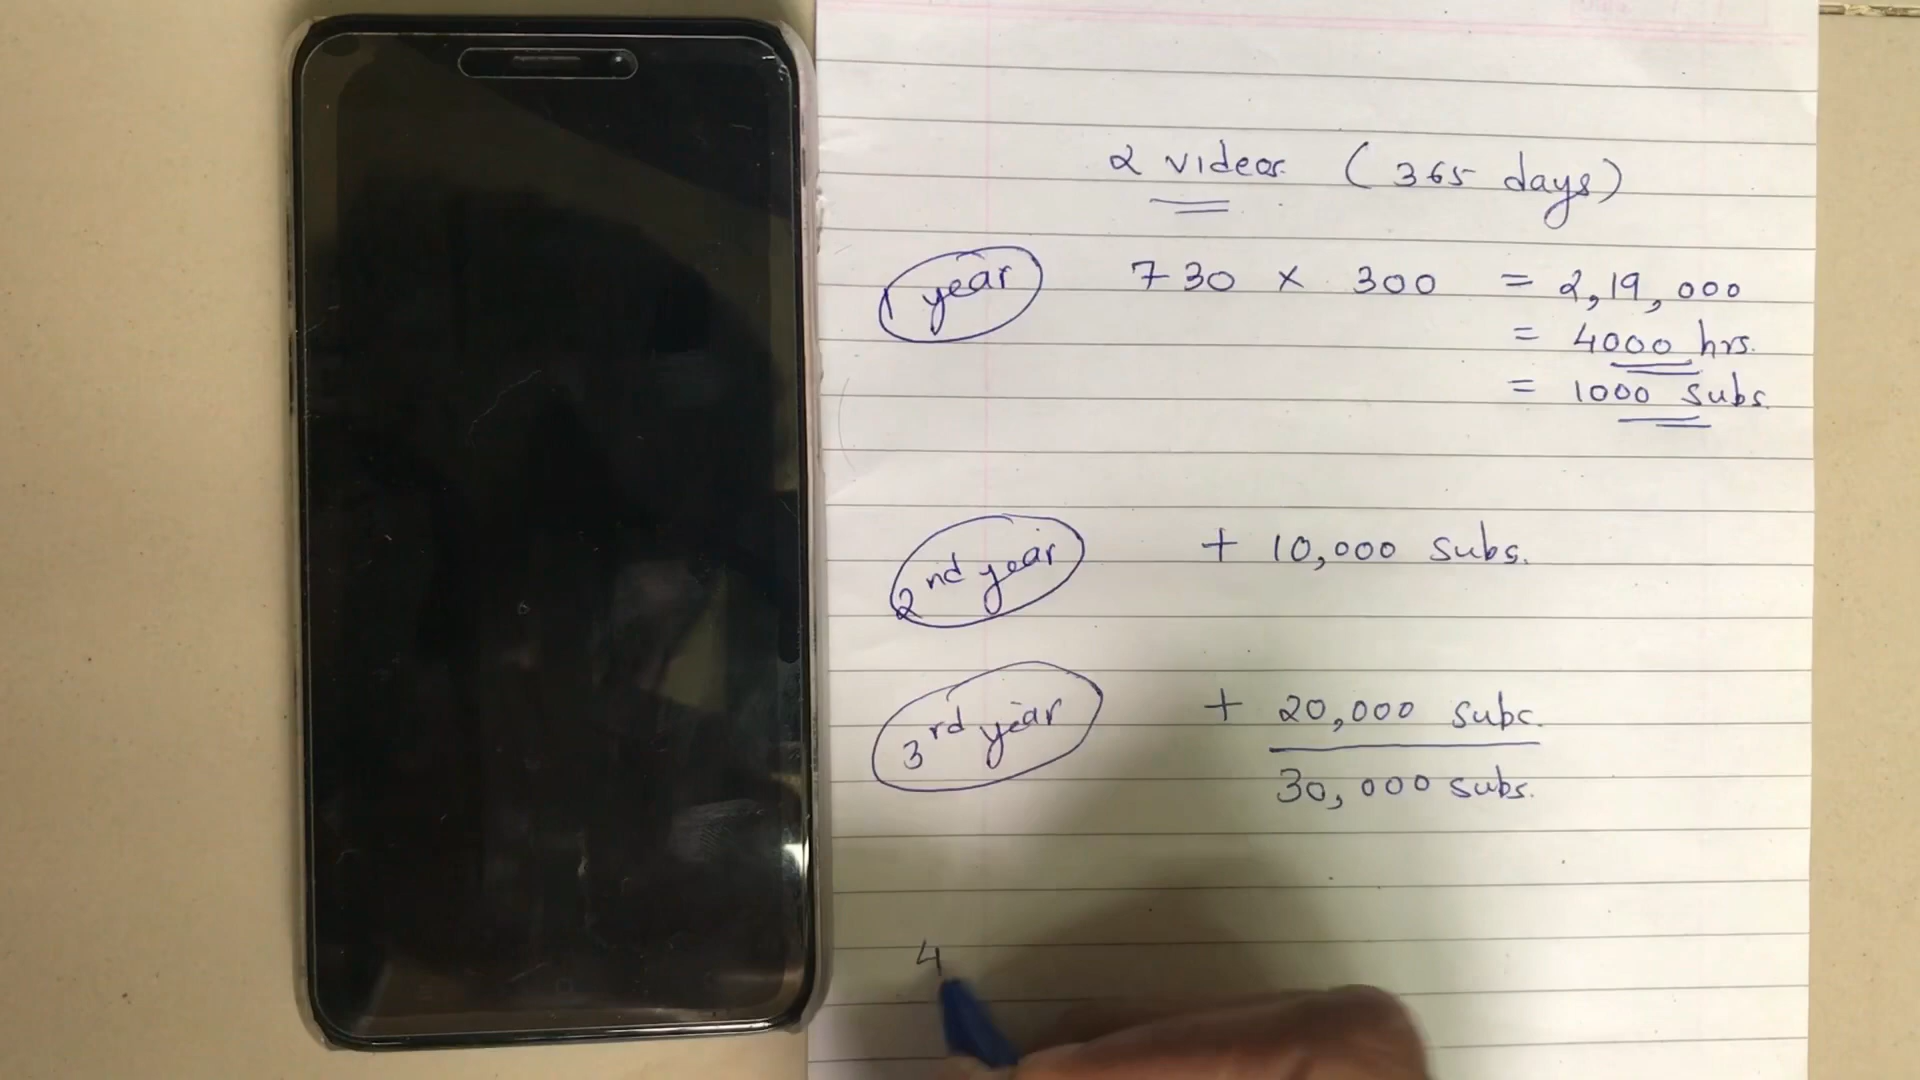 2 videos. (365 days)
1 year 730 x 300 = 2,19,000
= 4000 hrs.
= 1000 subs.
2nd year + 10,000 subs.
3rd year + 20,000 subs.
30,000 subs.
4